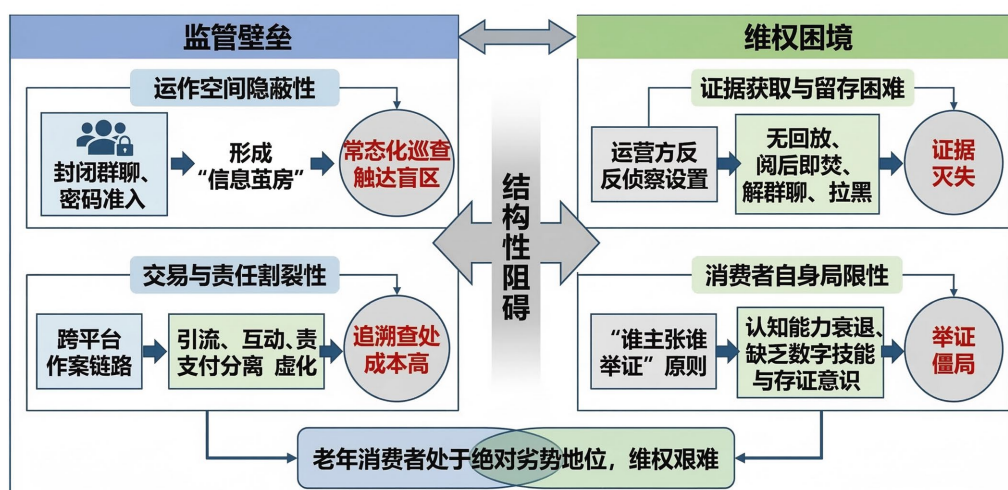 监管壁垒
维权困境
运作空间隐蔽性
封闭群聊、
密码准入
形成
“信息茧房”
常态化巡查
触达盲区
交易与责任割裂性
跨平台
作案链路
引流、互动、责
支付分离 虚化
追溯查处
成本高
结构性阻碍
证据获取与留存困难
运营方反
反侦察设置
无回放、
阅后即焚、
解群聊、拉黑
证据
灭失
消费者自身局限性
“谁主张谁
举证”原则
认知能力衰退、
缺乏数字技能
与存证意识
举证
僵局
老年消费者处于绝对劣势地位，维权艰难